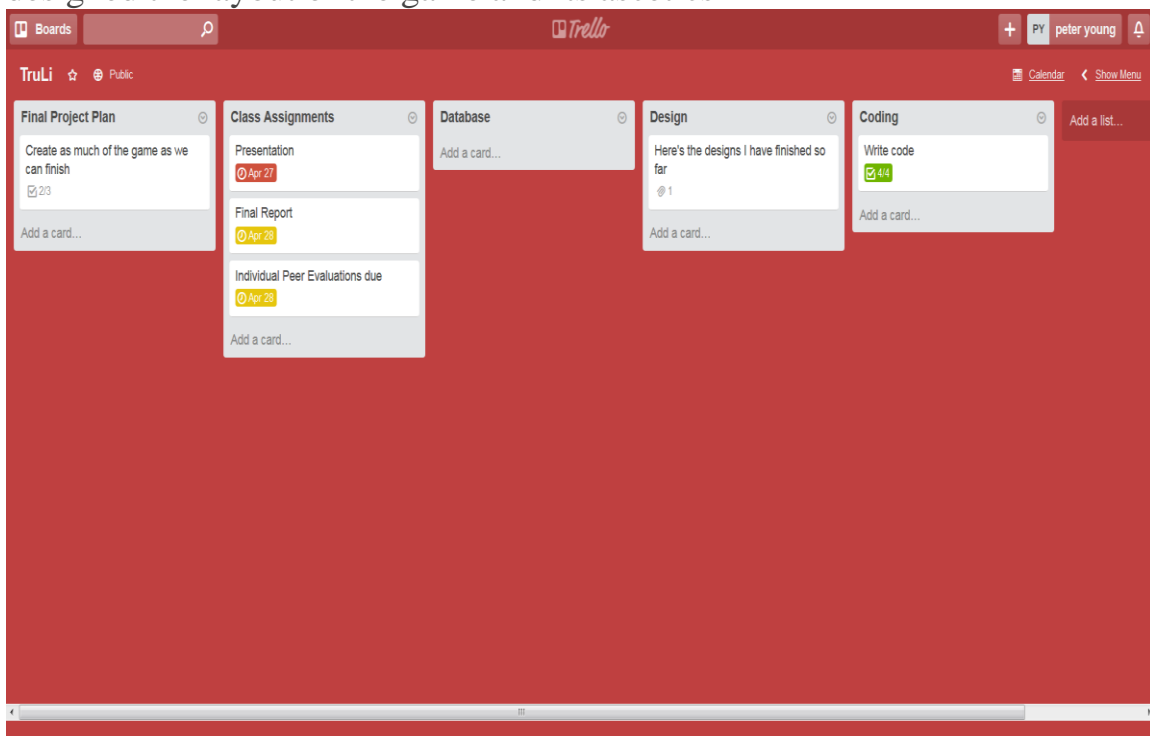 Boards
Trello
PY peter young
TruLi
Public
Calendar
Show Menu
Final Project Plan
Create as much of the game as we
can finish
2/3
Add a card...
Class Assignments
Presentation
Apr 27
Final Report
Apr 28
Individual Peer Evaluations due
Apr 28
Add a card...
Database
Add a card...
Design
Here's the designs I have finished so
far
1
Add a card...
Coding
Write code
4/4
Add a card...
Add a list...